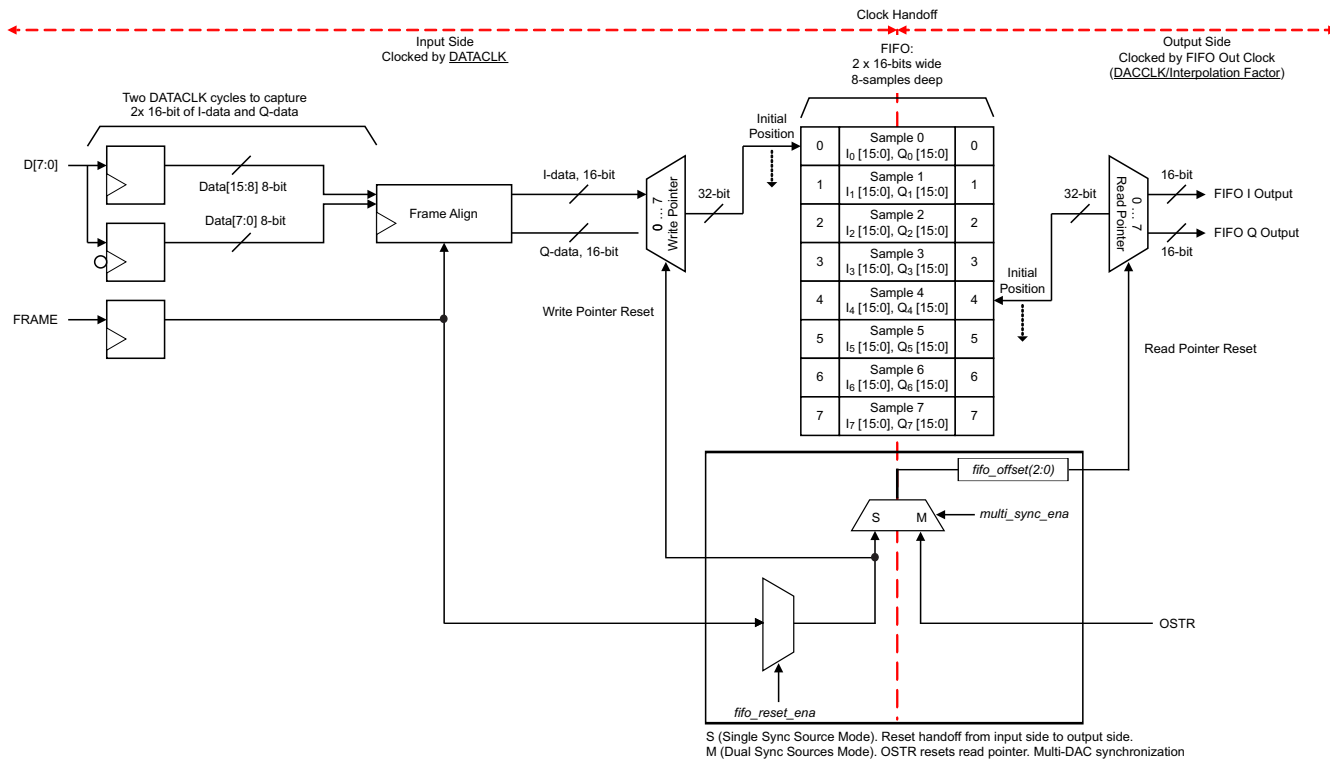 Clock Handoff
Input Side
Clocked by DATACLK
FIFO:
2 x 16-bits wide
8-samples deep
Output Side
Clocked by FIFO Out Clock
(DACCLK/Interpolation Factor)
Two DATACLK cycles to capture
2x 16-bit of I-data and Q-data
Initial
Position
D[7:0]
Data[15:8] 8-bit
Data[7:0] 8-bit
Frame Align
I-data, 16-bit
Q-data, 16-bit
0 … 7
Write Pointer
32-bit
0 Sample 0 0
I0 [15:0], Q0 [15:0]
1 Sample 1 1
I1 [15:0], Q1 [15:0]
2 Sample 2 2
I2 [15:0], Q2 [15:0]
3 Sample 3 3
I3 [15:0], Q3 [15:0]
4 Sample 4 4
I4 [15:0], Q4 [15:0]
5 Sample 5 5
I5 [15:0], Q5 [15:0]
6 Sample 6 6
I6 [15:0], Q6 [15:0]
7 Sample 7 7
I7 [15:0], Q7 [15:0]
Initial
Position
32-bit
0 … 7
Read Pointer
16-bit
FIFO I Output
FIFO Q Output
16-bit
FRAME
Write Pointer Reset
Read Pointer Reset
fifo_offset(2:0)
S M
multi_sync_ena
OSTR
fifo_reset_ena
S (Single Sync Source Mode). Reset handoff from input side to output side.
M (Dual Sync Sources Mode). OSTR resets read pointer. Multi-DAC synchronization